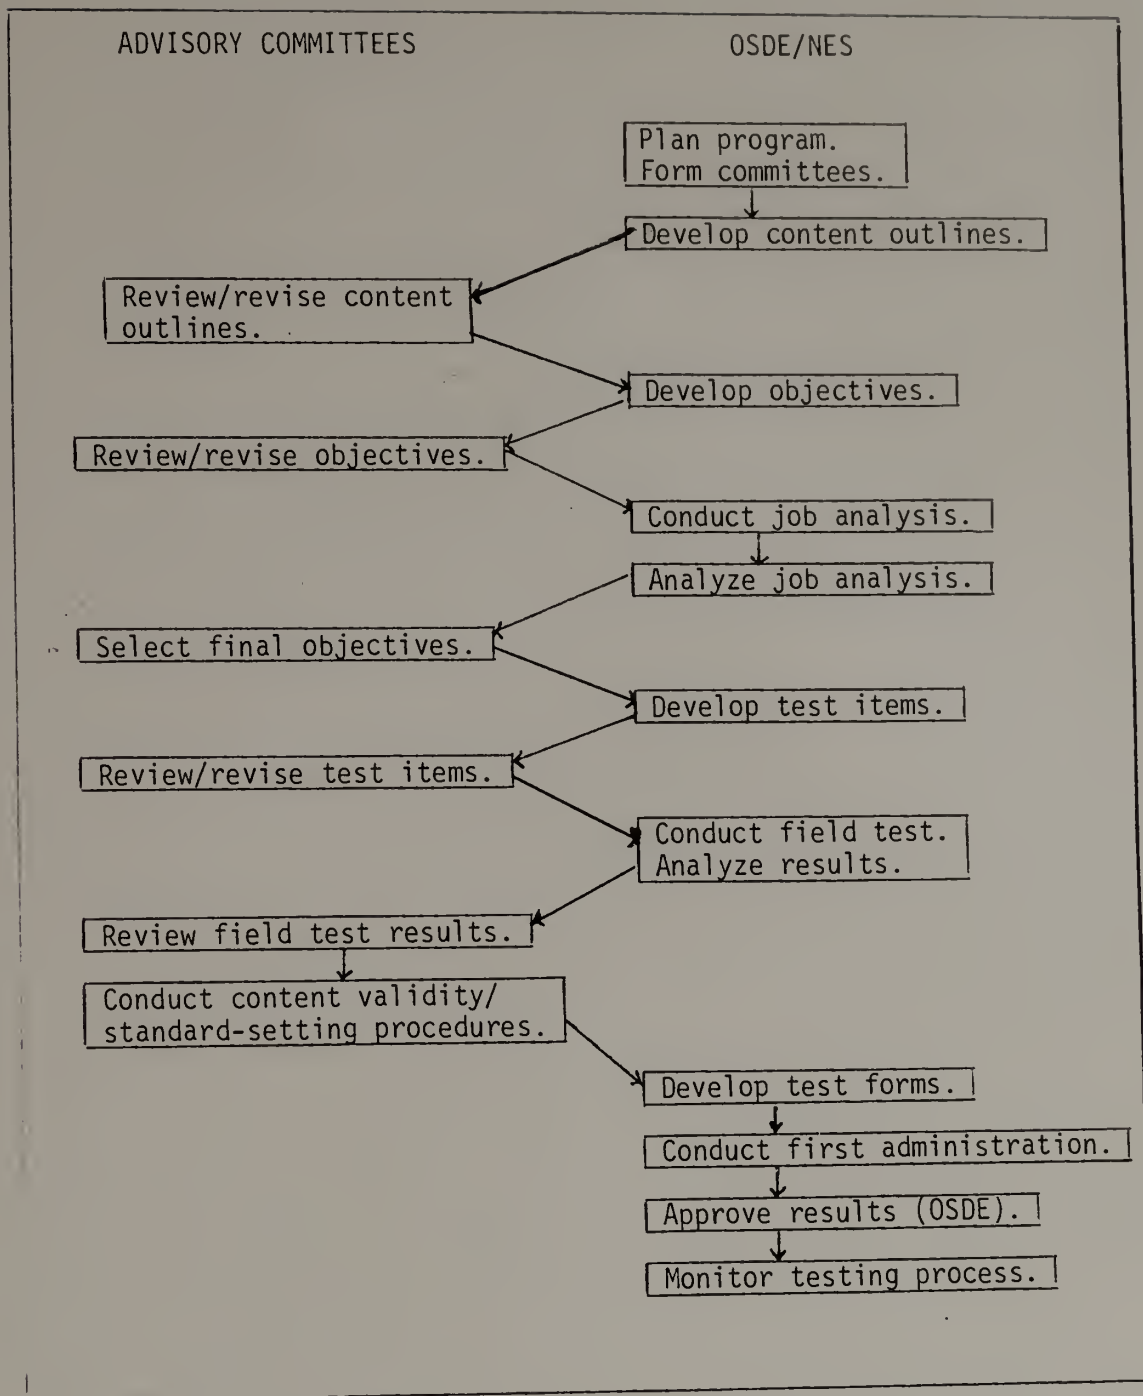 ADVISORY COMMITTEES
OSDE/NES
Plan program.
Form committees.
Develop content outlines.
Review/revise content
outlines.
Develop objectives.
Review/revise objectives.
Conduct job analysis.
Analyze job analysis.
Select final objectives.
Develop test items.
Review/revise test items.
Conduct field test.
Analyze results.
Review field test results.
Conduct content validity/
standard-setting procedures.
Develop test forms.
Conduct first administration.
Approve results (OSDE).
Monitor testing process.